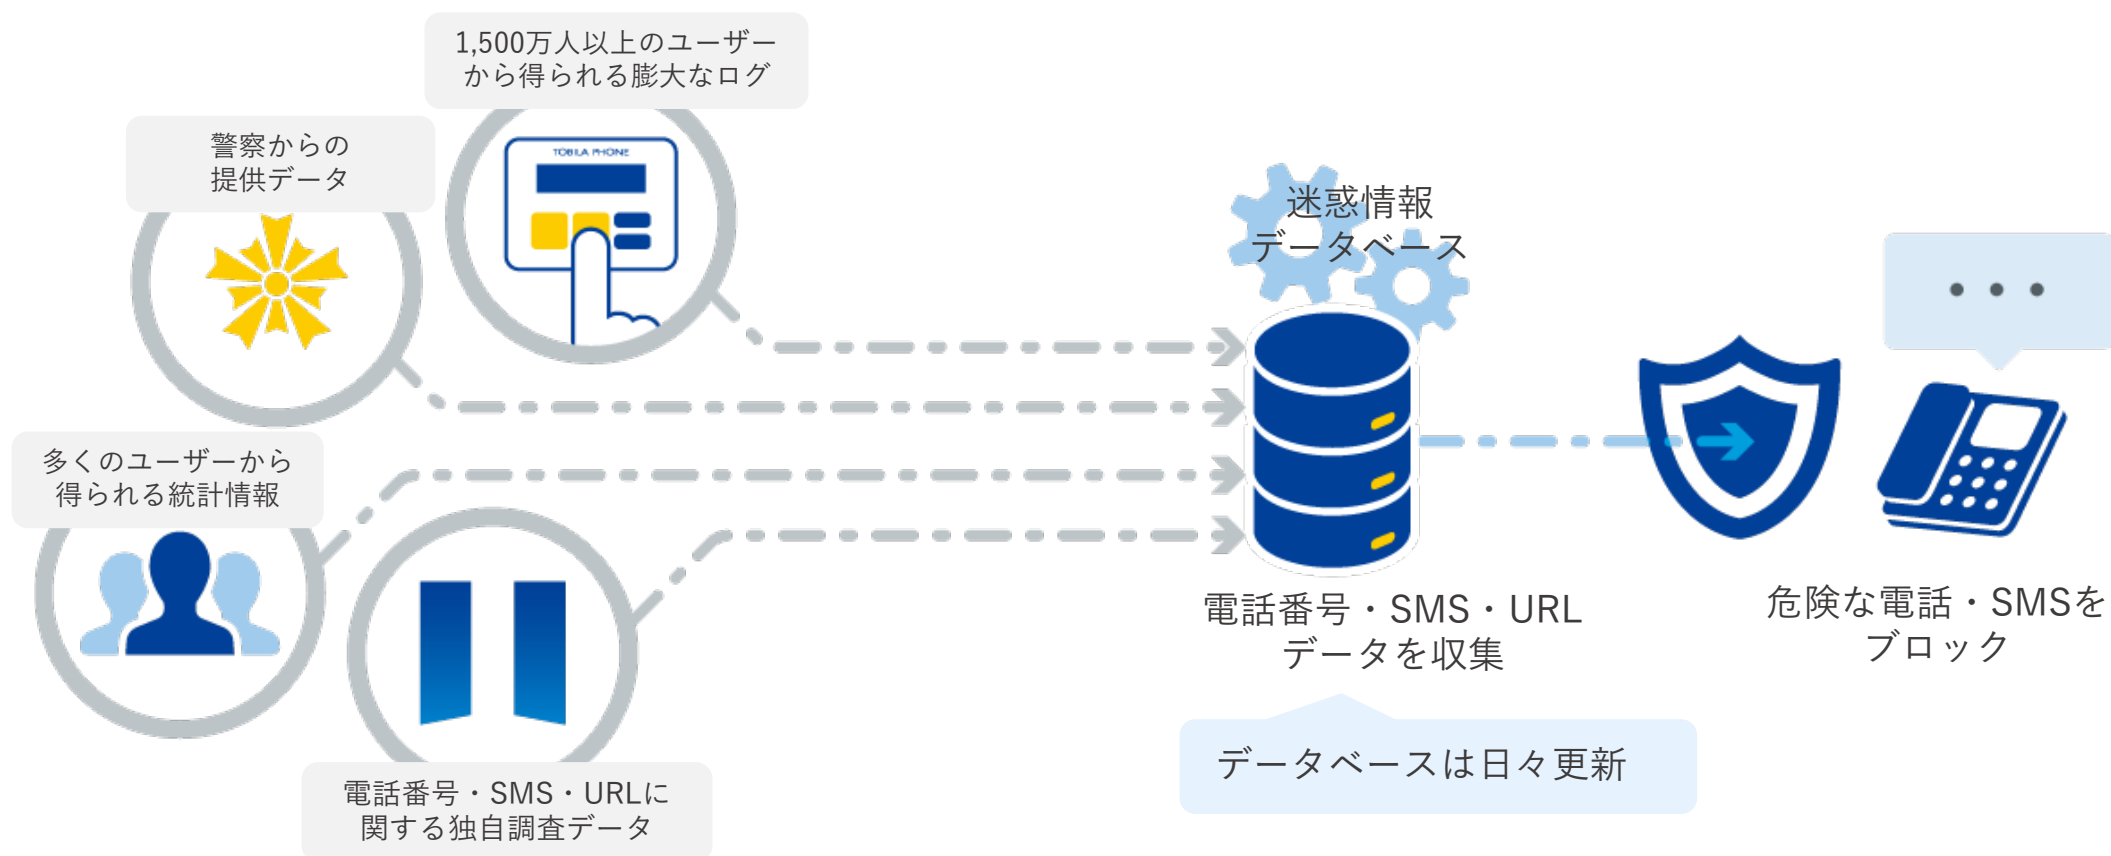 1,500万人以上のユーザー
から得られる膨大なログ
警察からの
提供データ
TOBILA PHONE
多くのユーザーから
得られる統計情報
電話番号・SMS・URLに
関する独自調査データ
迷惑情報
データベース
電話番号・SMS・URL
データを収集
データベースは日々更新
危険な電話・SMSを
ブロック